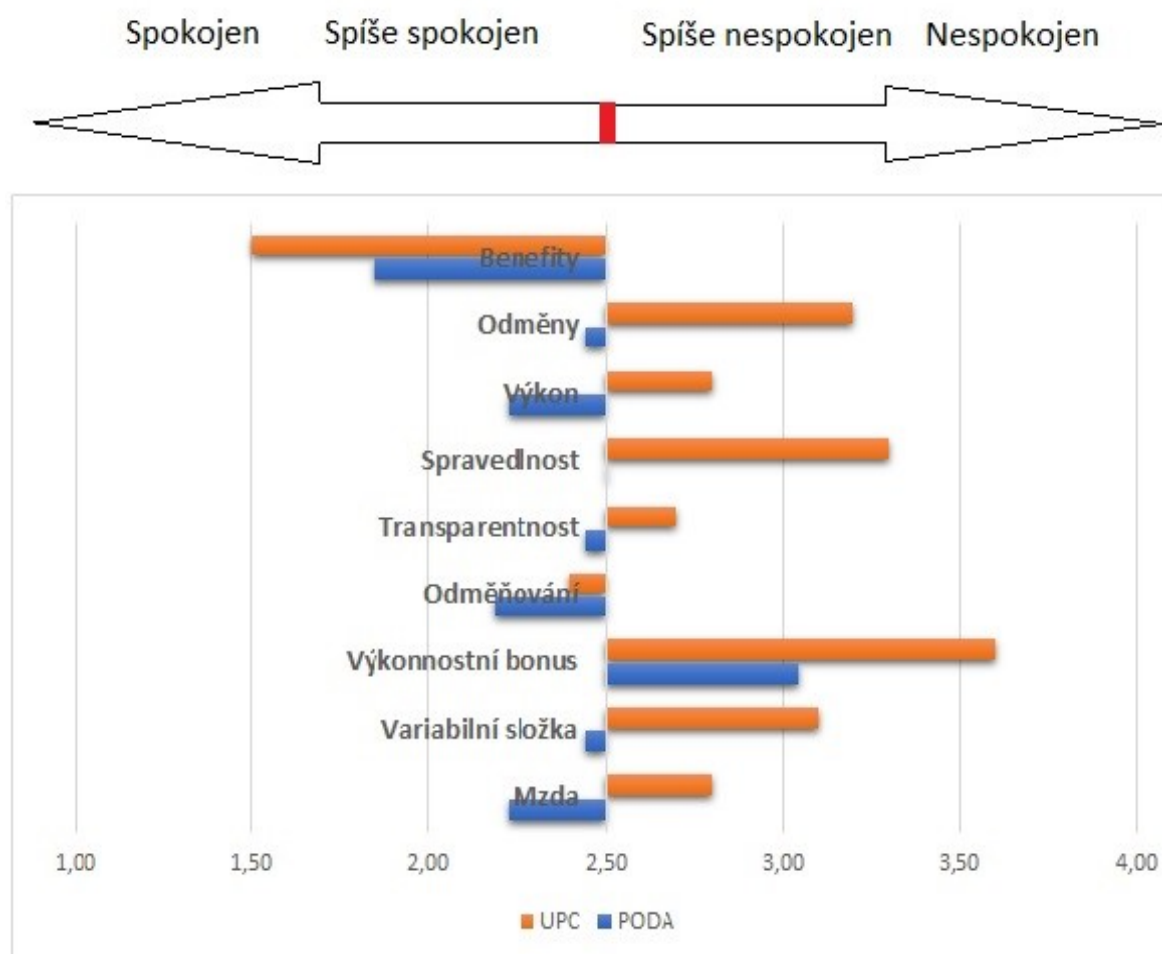 Spokojen Spíše spokojen Spíše nespokojen Nespokojen
Benefity
Odměny
Výkon
Spravedlnost
Transparentnost
Odměňování
Výkonnostní bonus
Variabilní složka
Mzda
1,00 1,50 2,00 2,50 3,00 3,50 4,00
UPC PODA